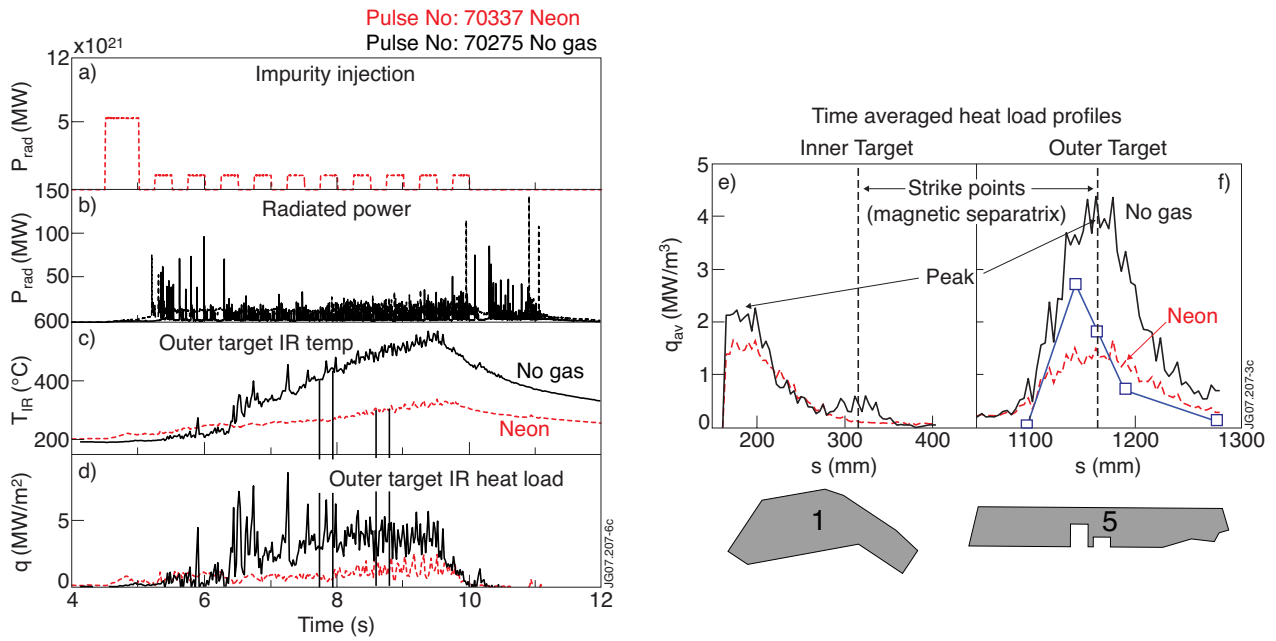 Pulse No: 70337 Neon
Pulse No: 70275 No gas
12 x10²¹
a) Impurity injection
P_rad (MW)
5
150
b) Radiated power
P_rad (MW)
100
50
600
c) Outer target IR temp
T_IR (°C)
400
200
No gas
Neon
d) Outer target IR heat load
q (MW/m²)
5
0
4 6 8 10 12
Time (s)
JG07.207-6c
Time averaged heat load profiles
Inner Target Outer Target
e) f)
Strike points
(magnetic separatrix)
No gas
Peak
Neon
q_av (MW/m³)
5
4
3
2
1
0
200 300 400 1100 1200 1300
s (mm) s (mm)
JG07.207-3c
1 5